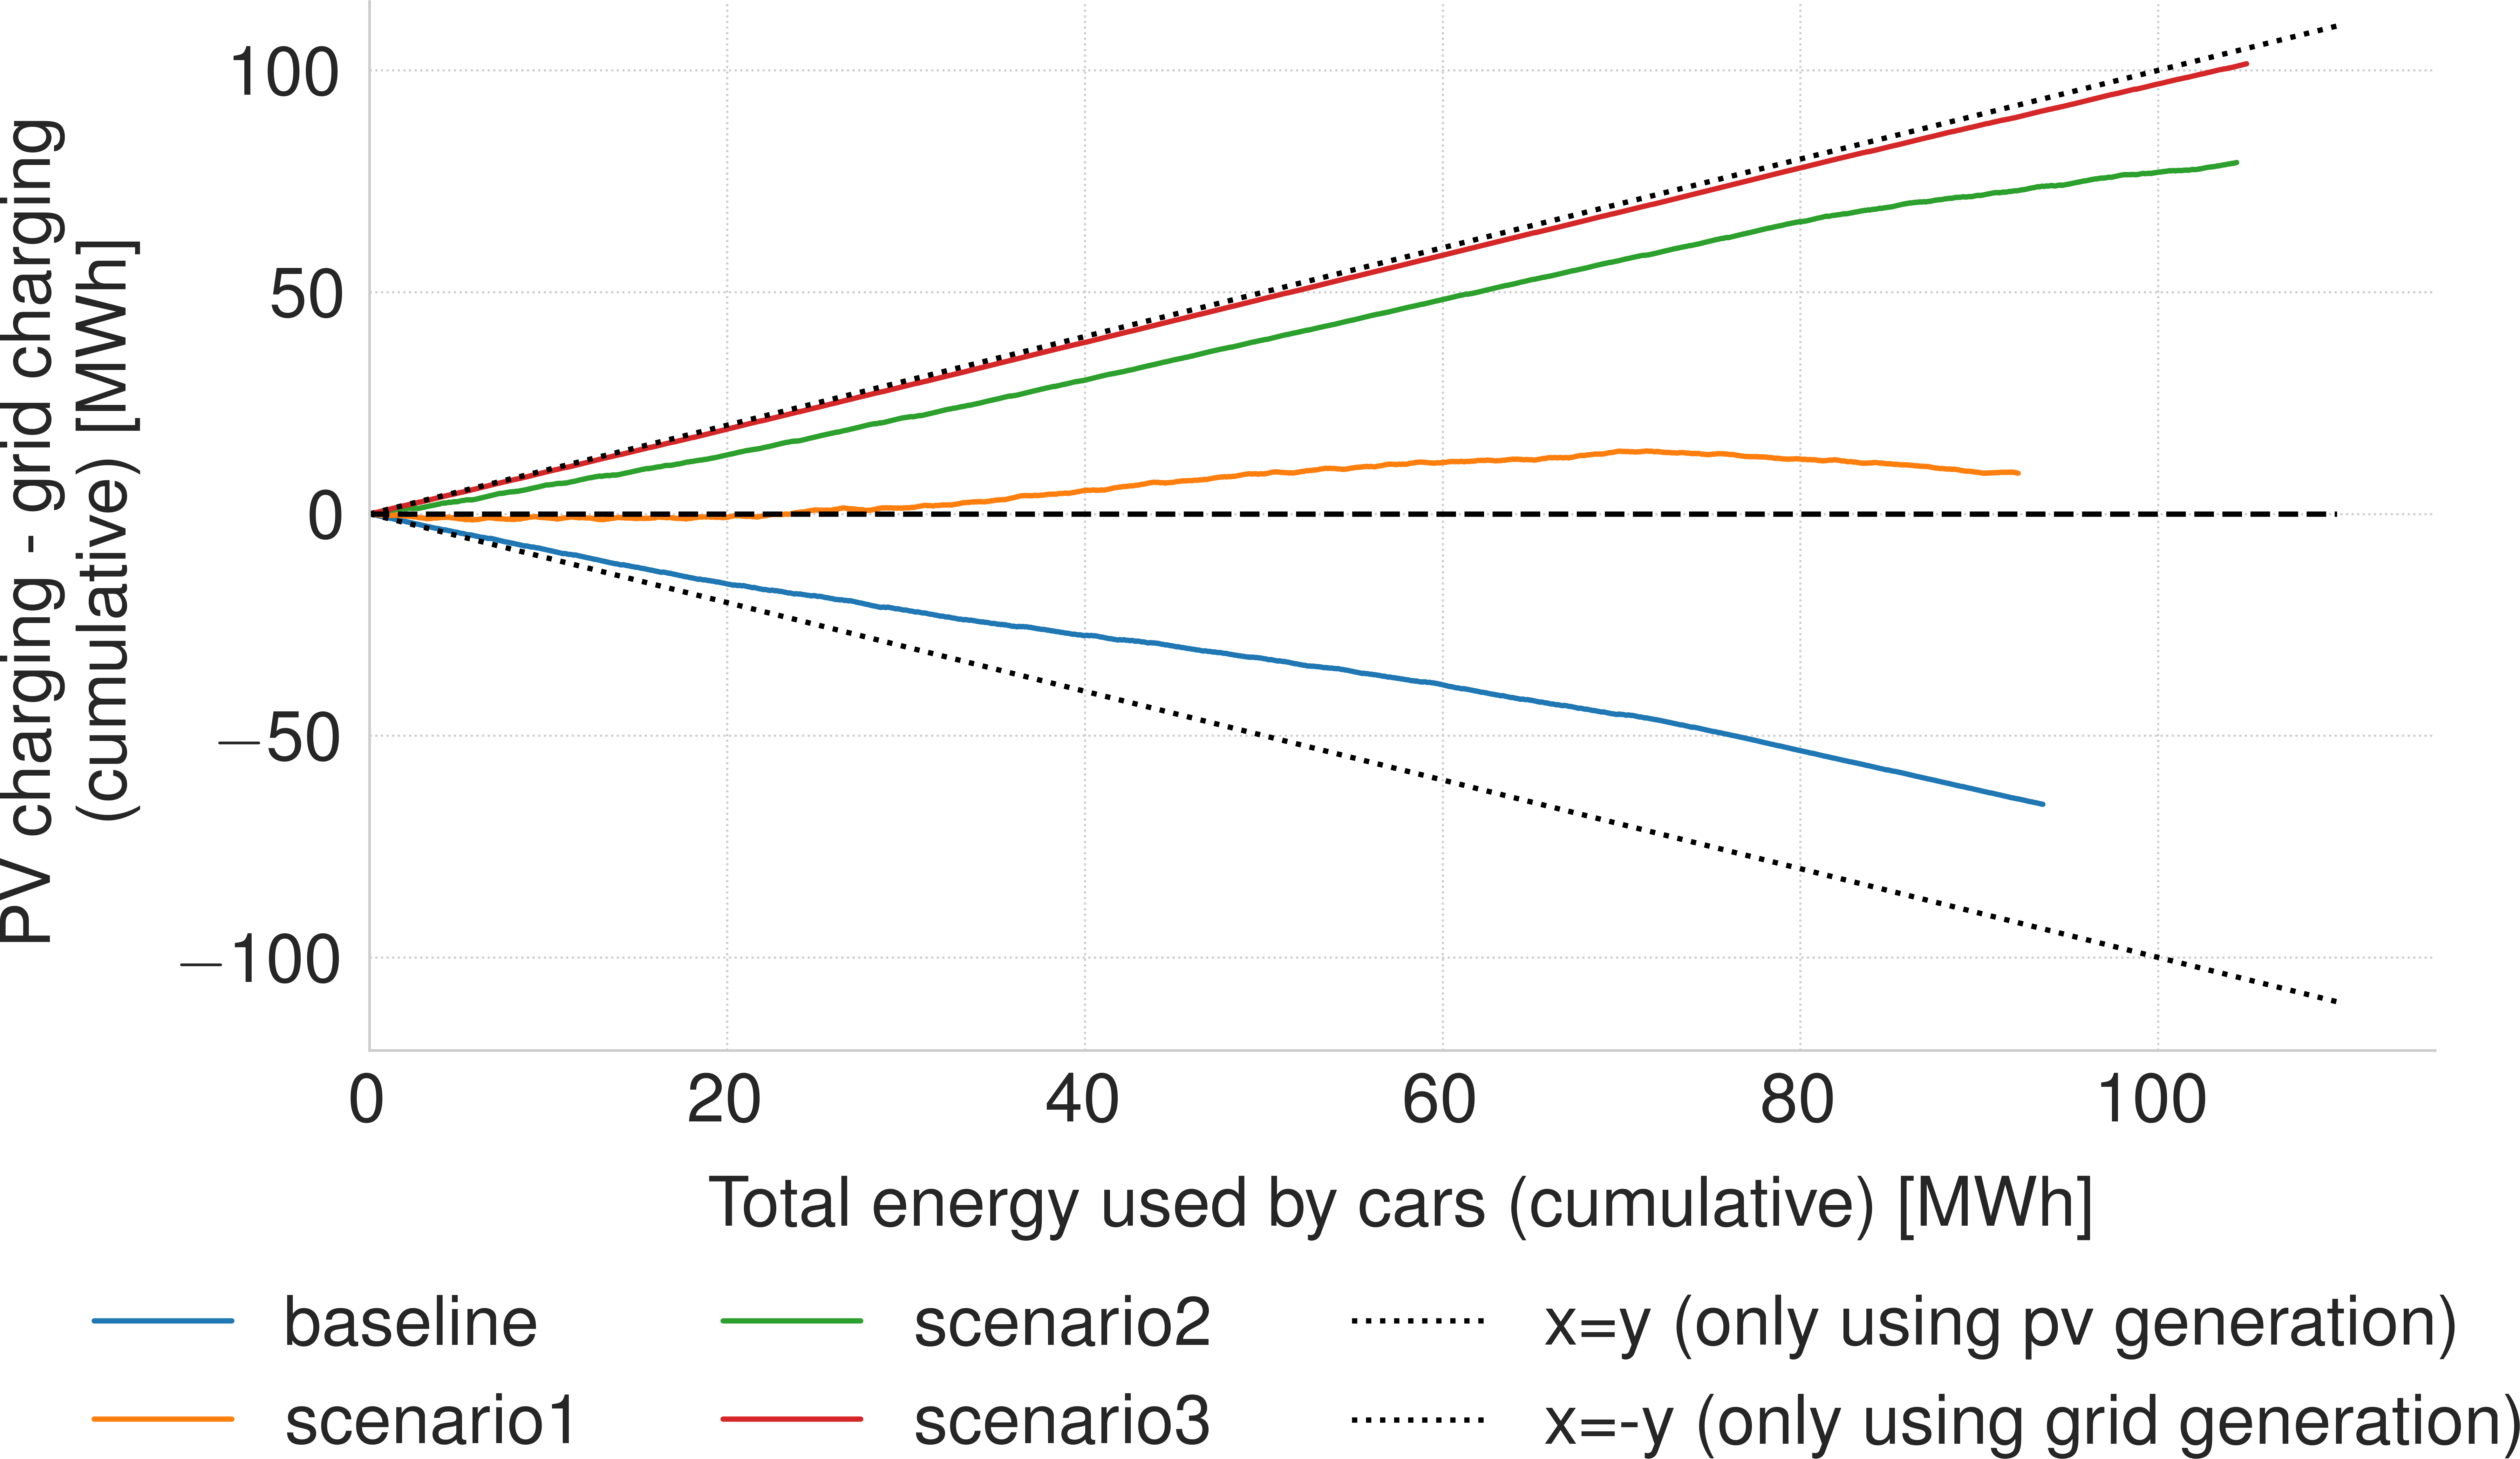 PV charging - grid charging
(cumulative) [MWh]
100
50
0
−50
−100
0 20 40 60 80 100
Total energy used by cars (cumulative) [MWh]
baseline scenario2 x=y (only using pv generation)
scenario1 scenario3 x=-y (only using grid generation)